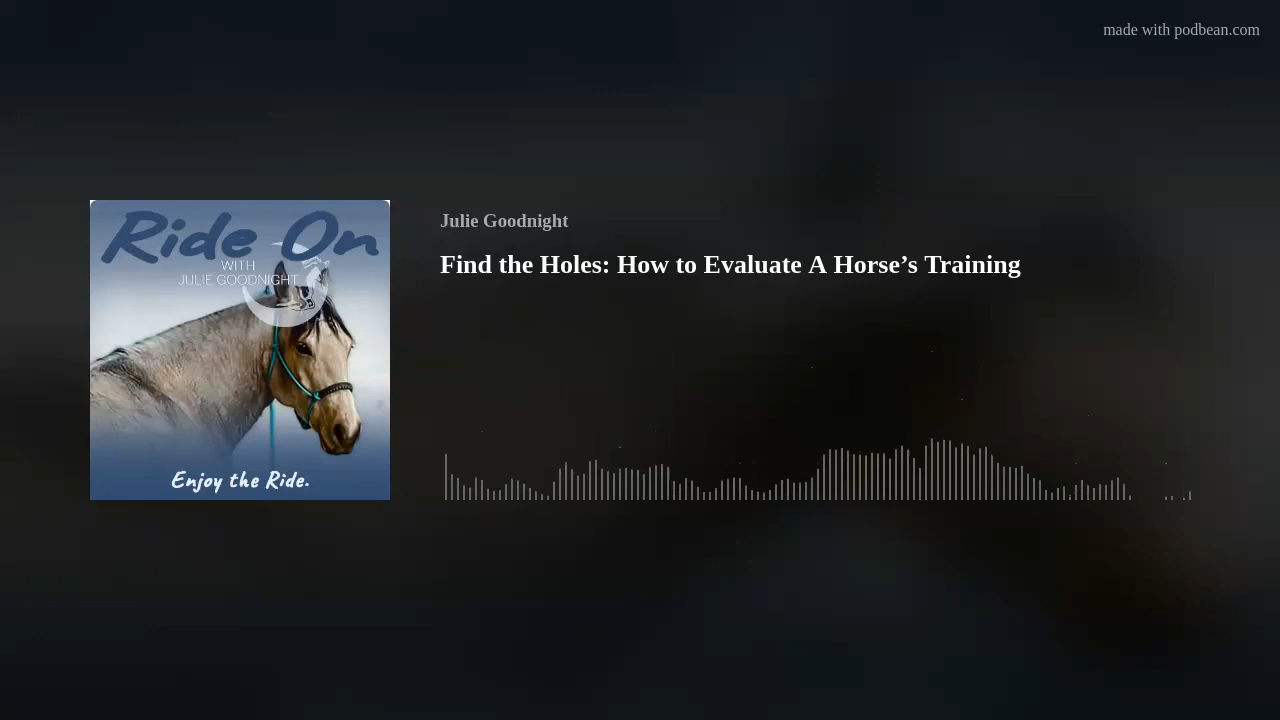 made with podbean.com
Ride On
WITH
JULIE GOODNIGHT
Enjoy the Ride.
Julie Goodnight
Find the Holes: How to Evaluate A Horse’s Training